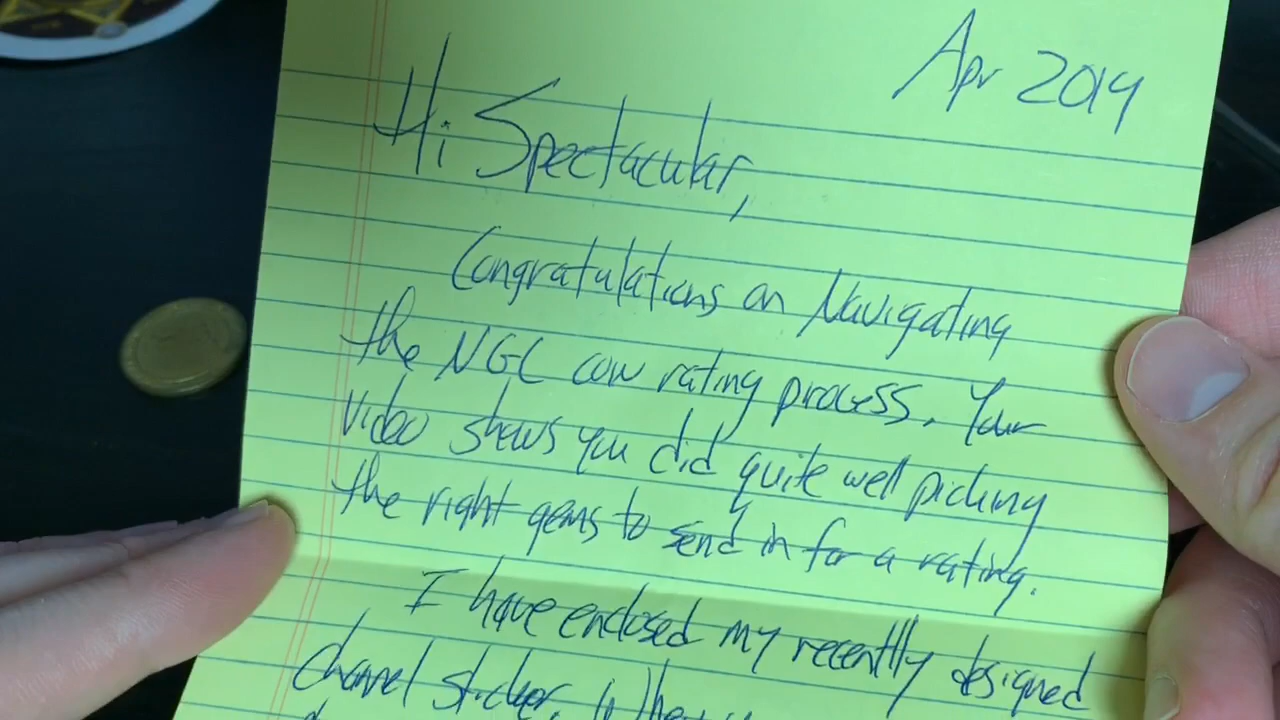 Apr 2019
Hi Spectacular,
Congratulations on Navigating
the NGC coin rating process. Your
video shows you did quite well picking
the right gems to send in for a rating.
I have enclosed my recently designed
channel sticker.